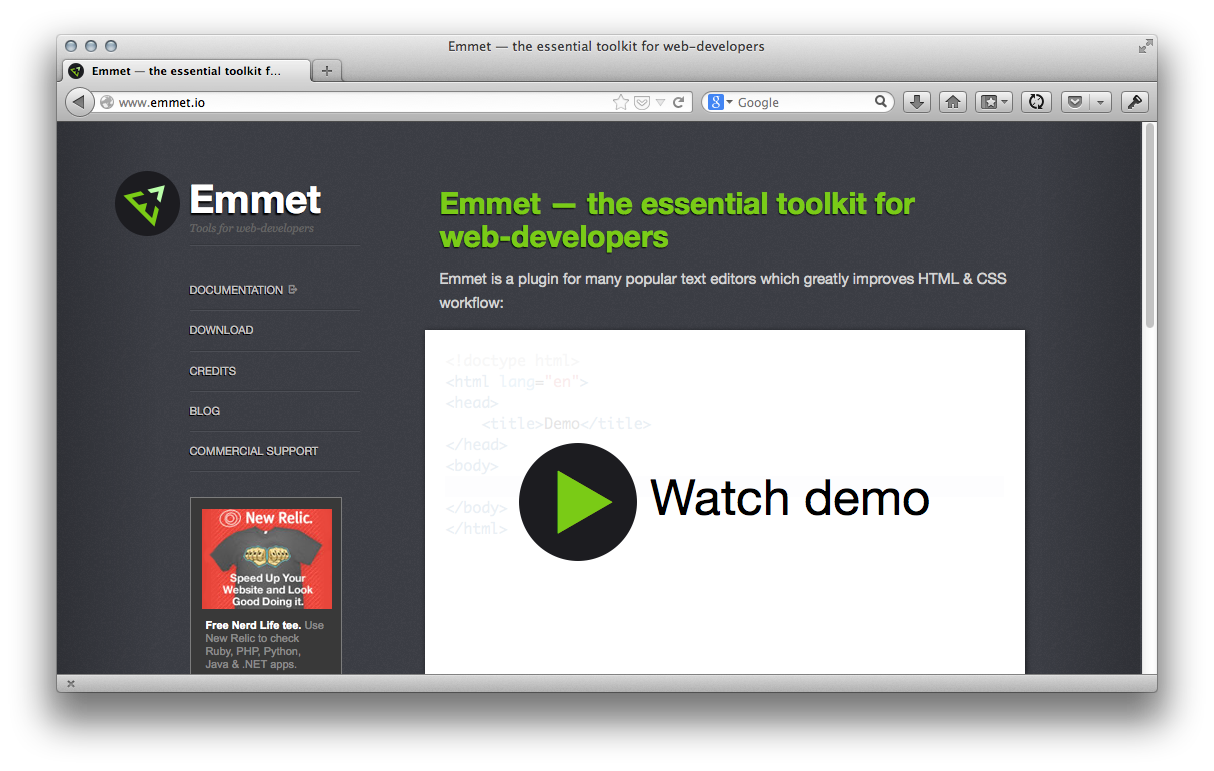 Emmet — the essential toolkit for web-developers
Emmet — the essential toolkit f...
www.emmet.io
Google
Emmet
Tools for web-developers
DOCUMENTATION
DOWNLOAD
CREDITS
BLOG
COMMERCIAL SUPPORT
New Relic.
Speed Up Your
Website and Look
Good Doing it.
Free Nerd Life tee. Use
New Relic to check
Ruby, PHP, Python,
Java & .NET apps.
Emmet — the essential toolkit for
web-developers
Emmet is a plugin for many popular text editors which greatly improves HTML & CSS
workflow:
<!doctype html>
<html lang="en">
<head>
<title>Demo</title>
</head>
<body>
</body>
</html>
Watch demo